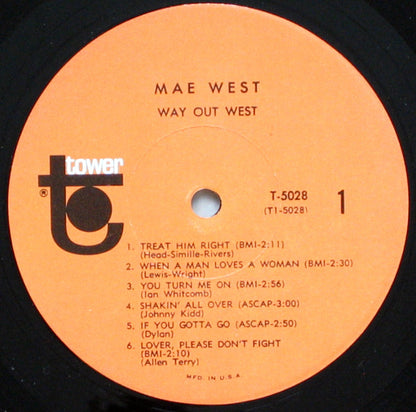 MAE WEST
WAY OUT WEST
tower
®
T-5028
(T1-5028)
1
1. TREAT HIM RIGHT (BMI-2:11)
(Head-Simille-Rivers)
2. WHEN A MAN LOVES A WOMAN (BMI-2:30)
(Lewis-Wright)
3. YOU TURN ME ON (BMI-2:56)
(Ian Whitcomb)
4. SHAKIN' ALL OVER (ASCAP-3:00)
(Johnny Kidd)
5. IF YOU GOTTA GO (ASCAP-2:50)
(Dylan)
6. LOVER, PLEASE DON'T FIGHT
(BMI-2:10)
(Allen Terry)
MFD. IN U.S.A.